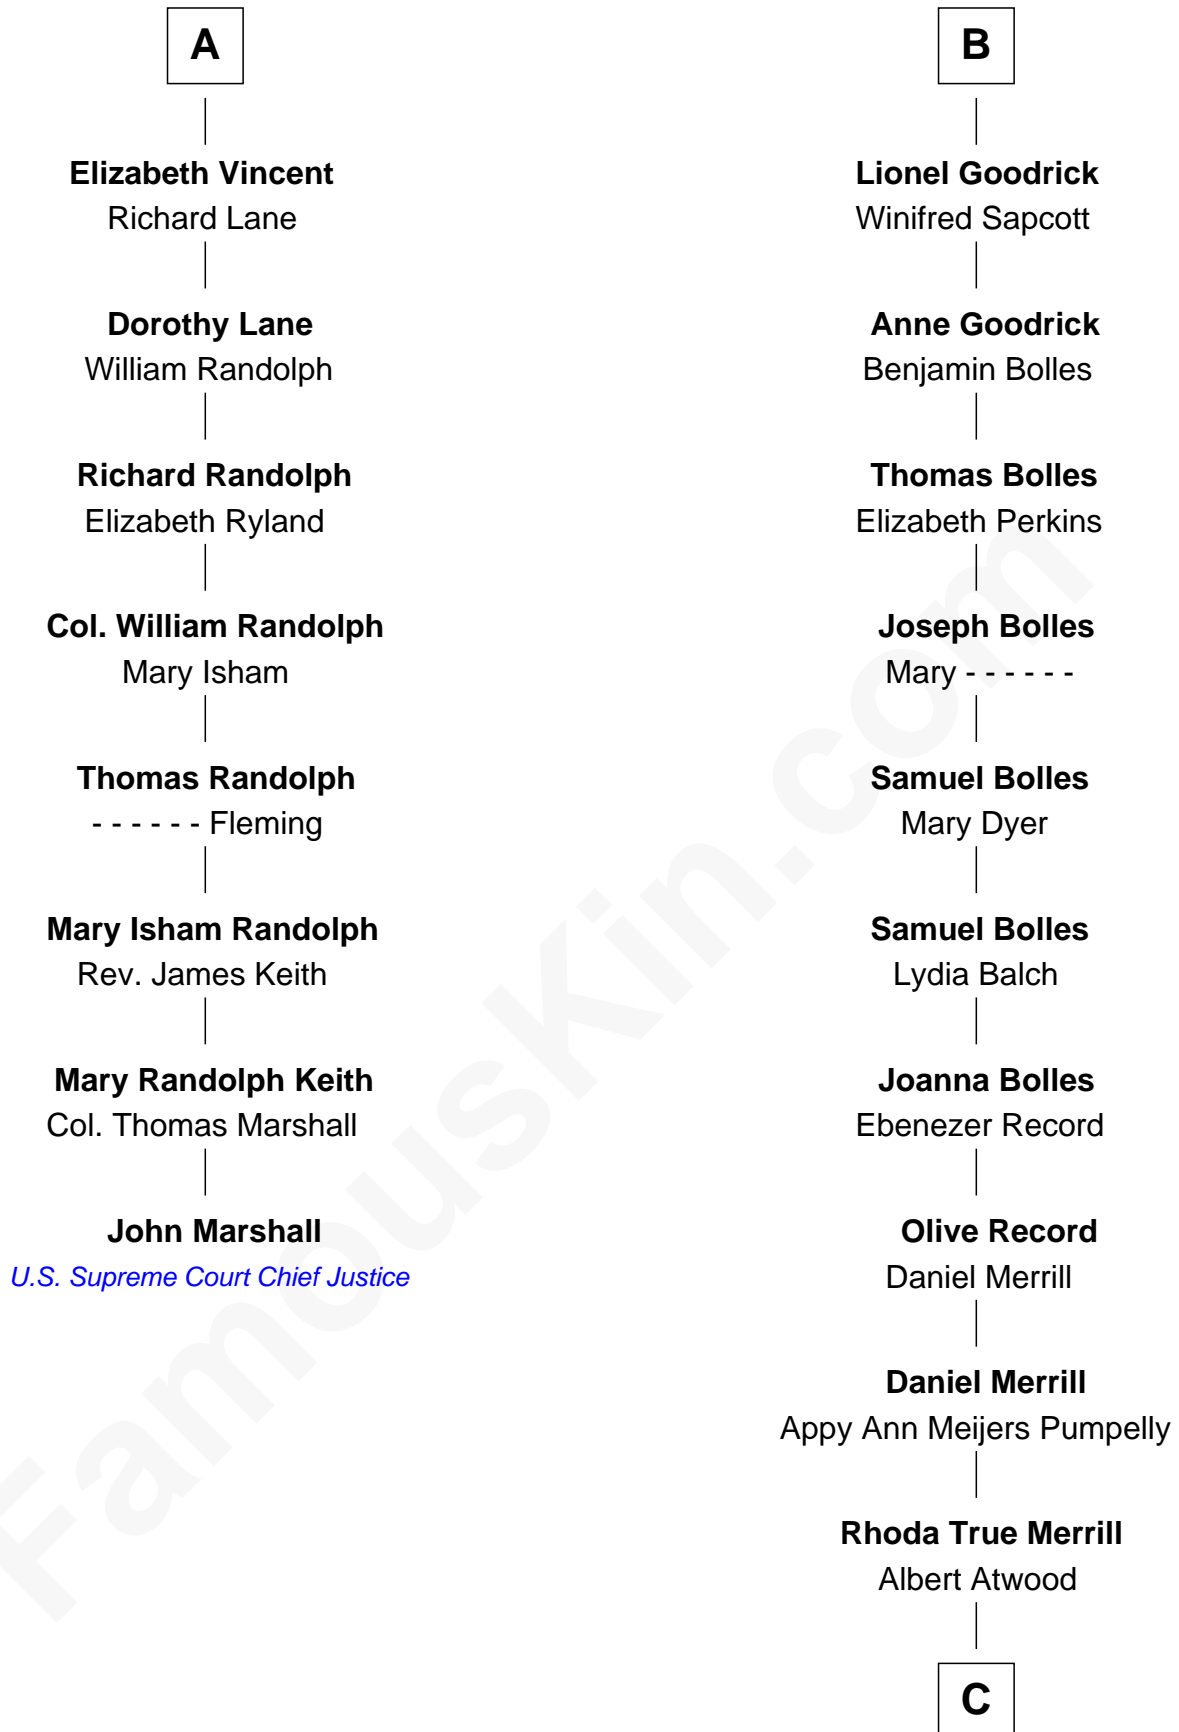 A
Elizabeth Vincent
Richard Lane
Dorothy Lane
William Randolph
Richard Randolph
Elizabeth Ryland
Col. William Randolph
Mary Isham
Thomas Randolph
- - - - - - Fleming
Mary Isham Randolph
Rev. James Keith
Mary Randolph Keith
Col. Thomas Marshall
John Marshall
U.S. Supreme Court Chief Justice
B
Lionel Goodrick
Winifred Sapcott
Anne Goodrick
Benjamin Bolles
Thomas Bolles
Elizabeth Perkins
Joseph Bolles
Mary - - - - - -
Samuel Bolles
Mary Dyer
Samuel Bolles
Lydia Balch
Joanna Bolles
Ebenezer Record
Olive Record
Daniel Merrill
Daniel Merrill
Appy Ann Meijers Pumpelly
Rhoda True Merrill
Albert Atwood
C
FamousKin.com